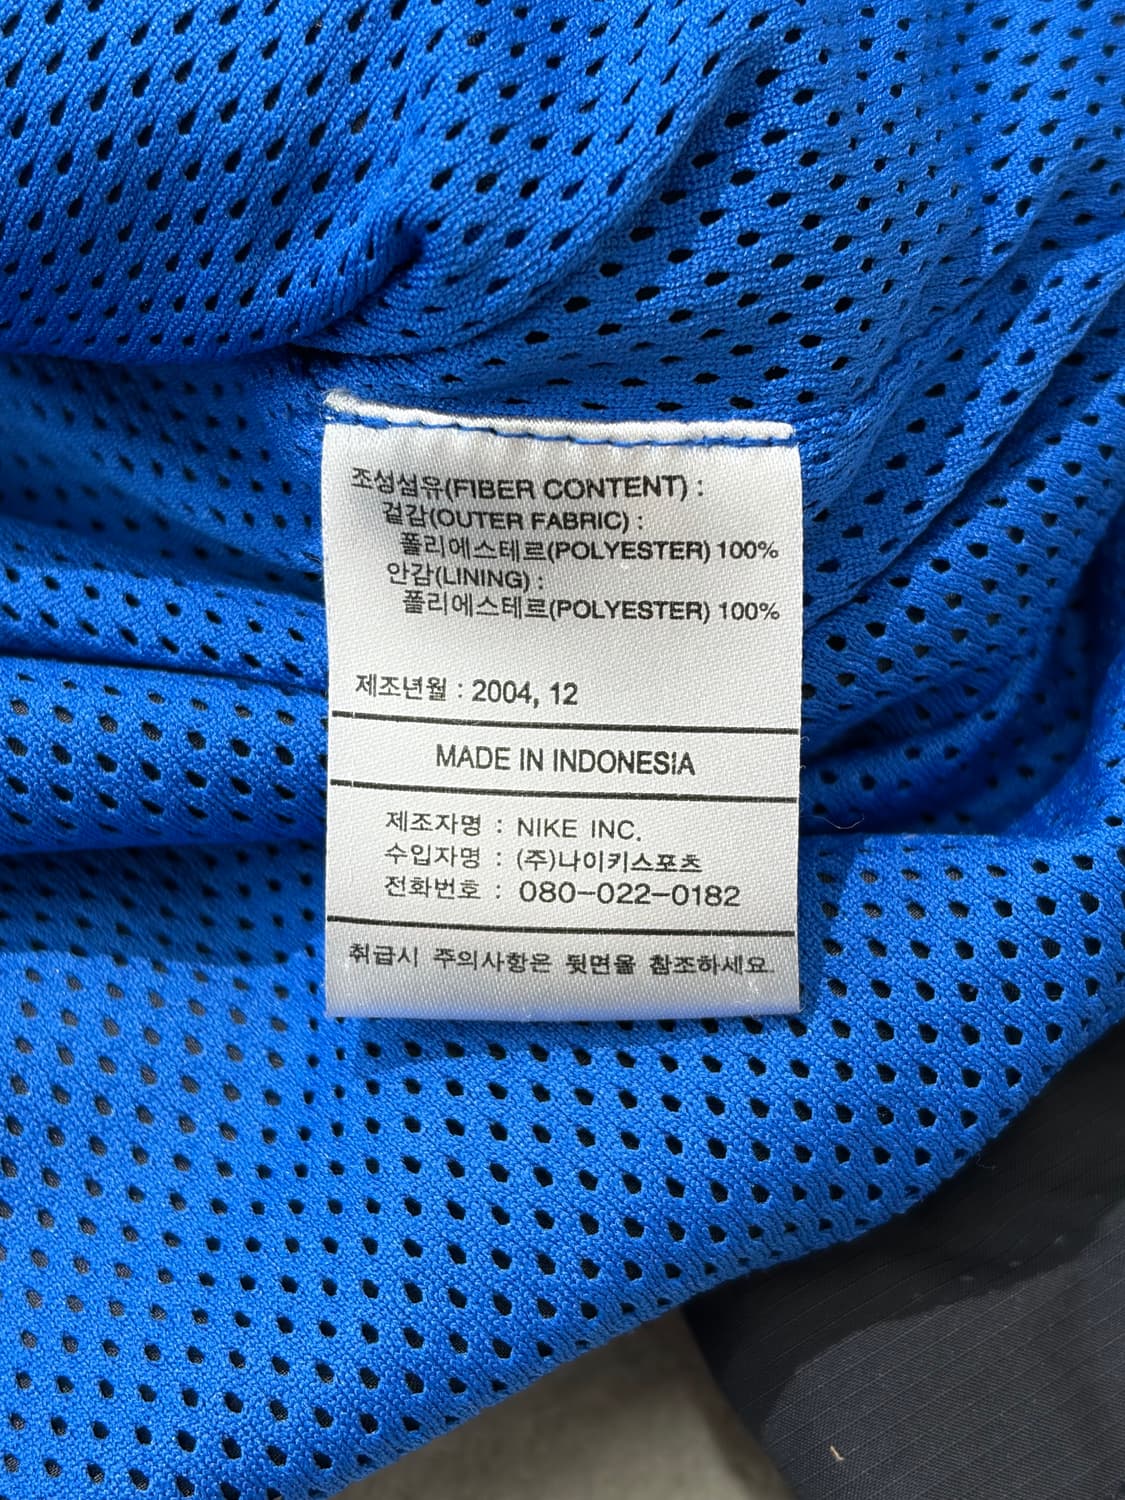 조성섬유(FIBER CONTENT) :
겉감(OUTER FABRIC) :
폴리에스테르(POLYESTER) 100%
안감(LINING) :
폴리에스테르(POLYESTER) 100%
제조년월 : 2004, 12
MADE IN INDONESIA
제조자명 : NIKE INC.
수입자명 : (주)나이키스포츠
전화번호 : 080-022-0182
취급시 주의사항은 뒷면을 참조하세요.